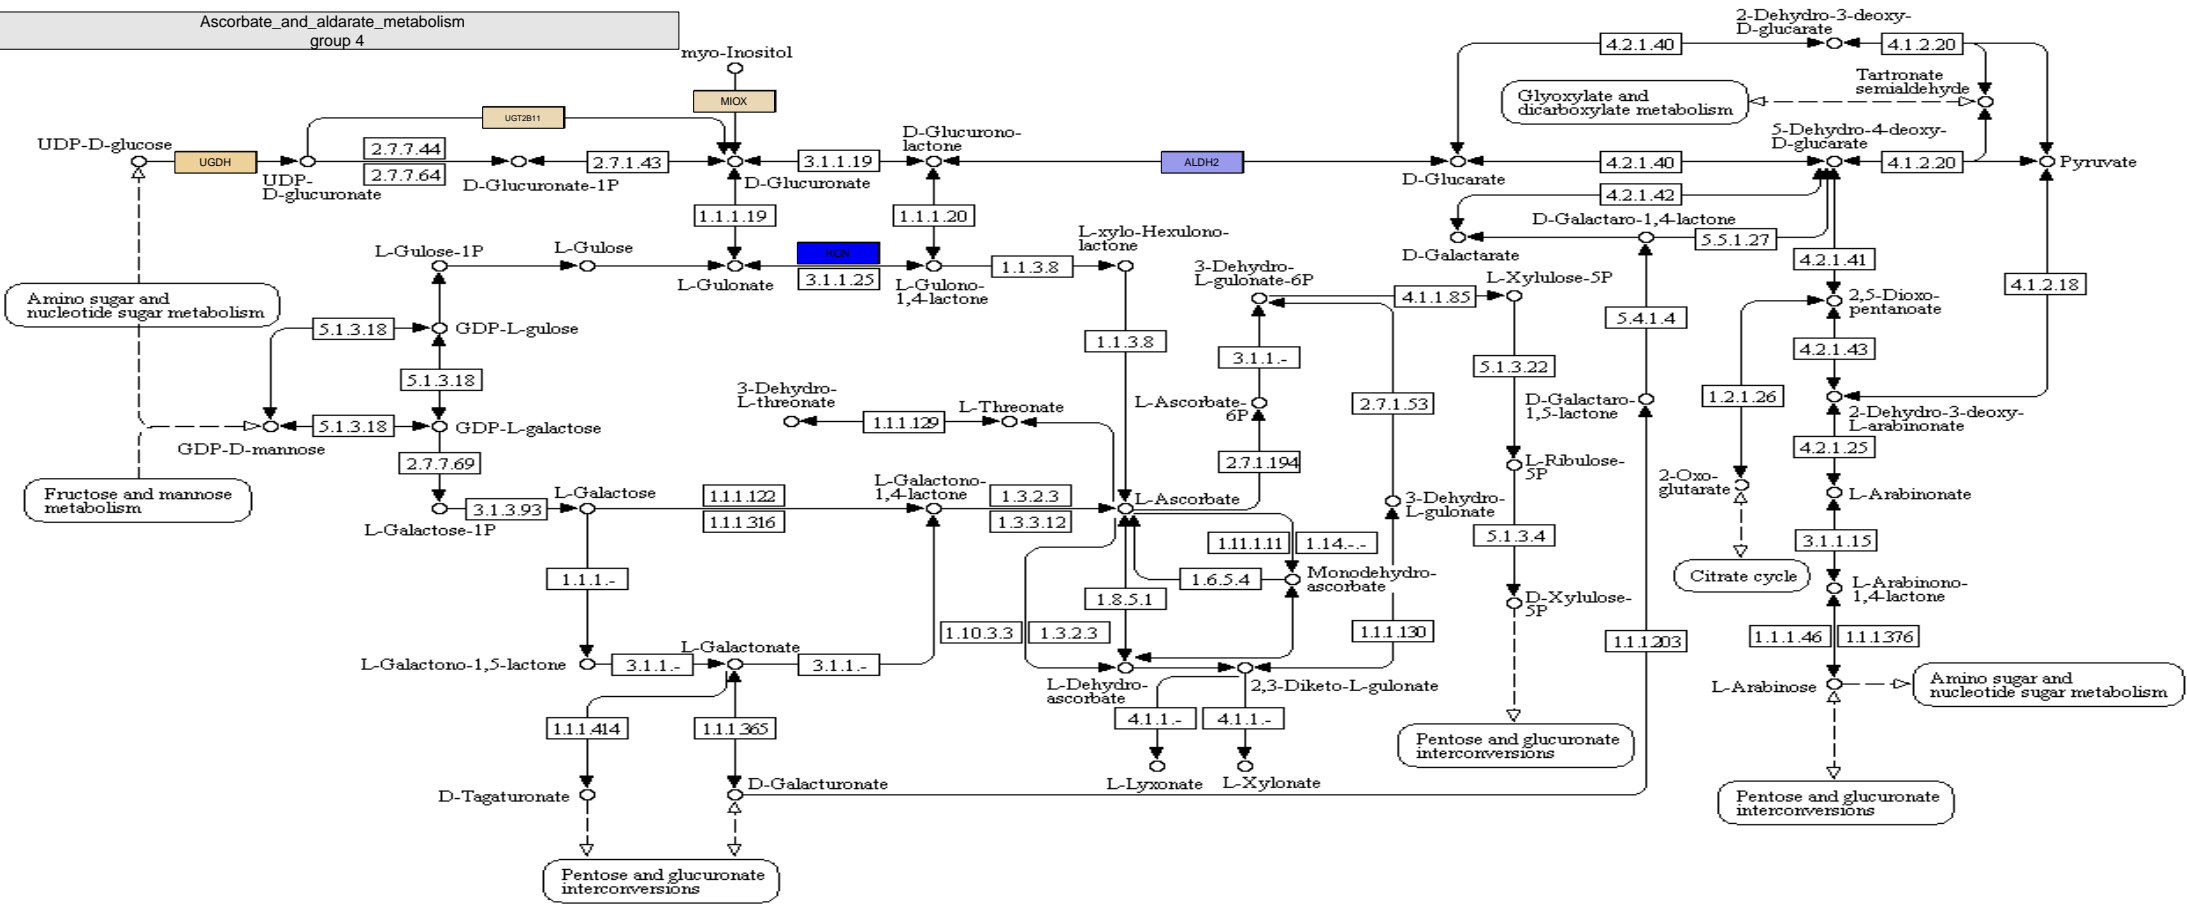 Ascorbate_and_aldarate_metabolism
group 4
myo-Inositol
MIOX
UGT2B11
UDP-D-glucose
UGDH
UDP-
D-glucuronate
2.7.7.44
2.7.7.64
D-Glucuronate-1P
2.7.1.43
D-Glucuronate
3.1.1.19
D-Glucurono-
lactone
ALDH2
D-Glucarate
4.2.1.40
2-Dehydro-3-deoxy-
D-glucarate
4.1.2.20
Tartronate
semialdehyde
Glyoxylate and
dicarboxylate metabolism
5-Dehydro-4-deoxy-
D-glucarate
4.2.1.40
4.1.2.20
Pyruvate
4.2.1.42
D-Galactaro-1,4-lactone
5.5.1.27
D-Galactarate
1.1.1.19
1.1.1.20
L-Gulose-1P
L-Gulose
L-Gulonate
RGN
3.1.1.25
L-Gulono-
1,4-lactone
1.1.3.8
L-xylo-Hexulono-
lactone
3-Dehydro-
L-gulonate-6P
4.1.1.85
L-Xylulose-5P
4.2.1.41
2,5-Dioxo-
pentanoate
4.1.2.18
Amino sugar and
nucleotide sugar metabolism
5.1.3.18
GDP-L-gulose
5.1.3.18
1.1.3.8
3.1.1.-
5.1.3.22
5.4.1.4
4.2.1.43
1.2.1.26
2-Dehydro-3-deoxy-
L-arabinonate
5.1.3.18
GDP-L-galactose
GDP-D-mannose
3-Dehydro-
L-threonate
1.1.1.129
L-Threonate
L-Ascorbate-
6P
2.7.1.53
D-Galactaro-
1,5-lactone
4.2.1.25
2.7.7.69
2.7.1.194
L-Ribulose-
5P
2-Oxo-
glutarate
L-Arabinonate
Fructose and mannose
metabolism
L-Galactose-1P
3.1.3.93
L-Galactose
1.1.1.122
1.1.1.316
L-Galactono-
1,4-lactone
1.3.2.3
1.3.3.12
L-Ascorbate
3-Dehydro-
L-gulonate
5.1.3.4
3.1.1.15
1.11.1.11
1.14.-.-
Citrate cycle
1.1.1.-
1.6.5.4
Monodehydro-
ascorbate
1.8.5.1
D-Xylulose-
5P
L-Arabinono-
1,4-lactone
1.10.3.3
1.3.2.3
1.1.1.130
1.1.1.203
1.1.1.46
1.1.1.376
L-Galactono-1,5-lactone
3.1.1.-
L-Galactonate
3.1.1.-
L-Dehydro-
ascorbate
2,3-Diketo-L-gulonate
L-Arabinose
Amino sugar and
nucleotide sugar metabolism
1.1.1.414
1.1.1.365
4.1.1.-
4.1.1.-
Pentose and glucuronate
interconversions
D-Tagaturonate
D-Galacturonate
L-Lyxonate
L-Xylonate
Pentose and glucuronate
interconversions
Pentose and glucuronate
interconversions